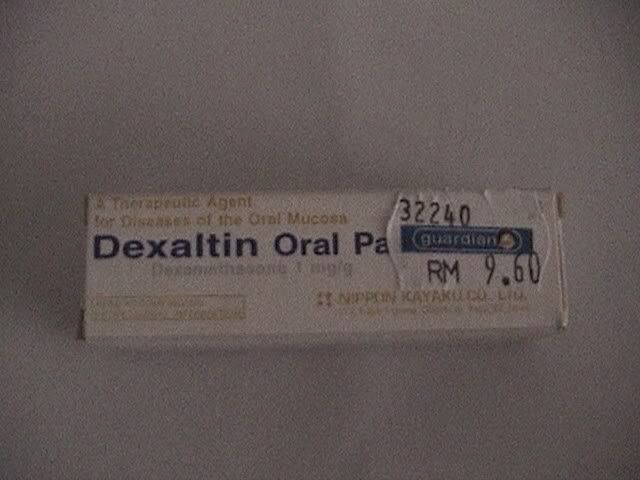 A Therapeutic Agent
for Diseases of the Oral Mucosa
Dexaltin Oral Pa
Dexamethasone 1 mg/g
32240
guardian
RM 9.60
NIPPON KAYAKU CO., LTD.